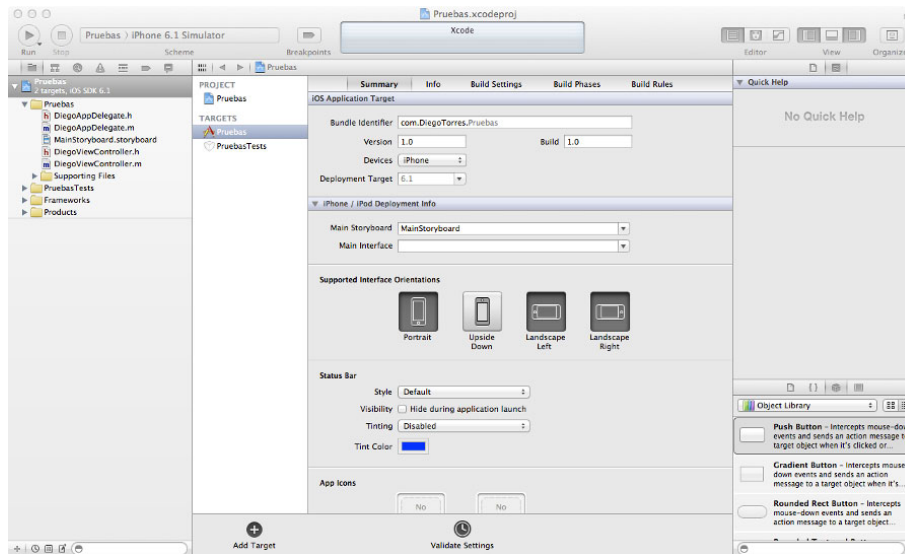 Pruebas.xcodeproj
Xcode
Pruebas ⟩ iPhone 6.1 Simulator
Run Stop Scheme Breakpoints Editor View Organize
Pruebas
Pruebas
2 targets, iOS SDK 6.1
Pruebas
DiegoAppDelegate.h
DiegoAppDelegate.m
MainStoryboard.storyboard
DiegoViewController.h
DiegoViewController.m
Supporting Files
PruebasTests
Frameworks
Products
PROJECT
Pruebas
TARGETS
Pruebas
PruebasTests
Summary Info Build Settings Build Phases Build Rules
iOS Application Target
Bundle Identifier com.DiegoTorres.Pruebas
Version 1.0 Build 1.0
Devices iPhone
Deployment Target 6.1
iPhone / iPod Deployment Info
Main Storyboard MainStoryboard
Main Interface
Supported Interface Orientations
Portrait
Upside
Down
Landscape
Left
Landscape
Right
Status Bar
Style Default
Visibility Hide during application launch
Tinting Disabled
Tint Color
App Icons
No No
Add Target Validate Settings
Quick Help
No Quick Help
Object Library
Push Button – Intercepts mouse-dow
events and sends an action message t
target object when it's clicked or...
Gradient Button – Intercepts mouse
down events and sends an action
message to a target object when it's...
Rounded Rect Button – Intercepts
mouse-down events and sends an
action message to a target object...